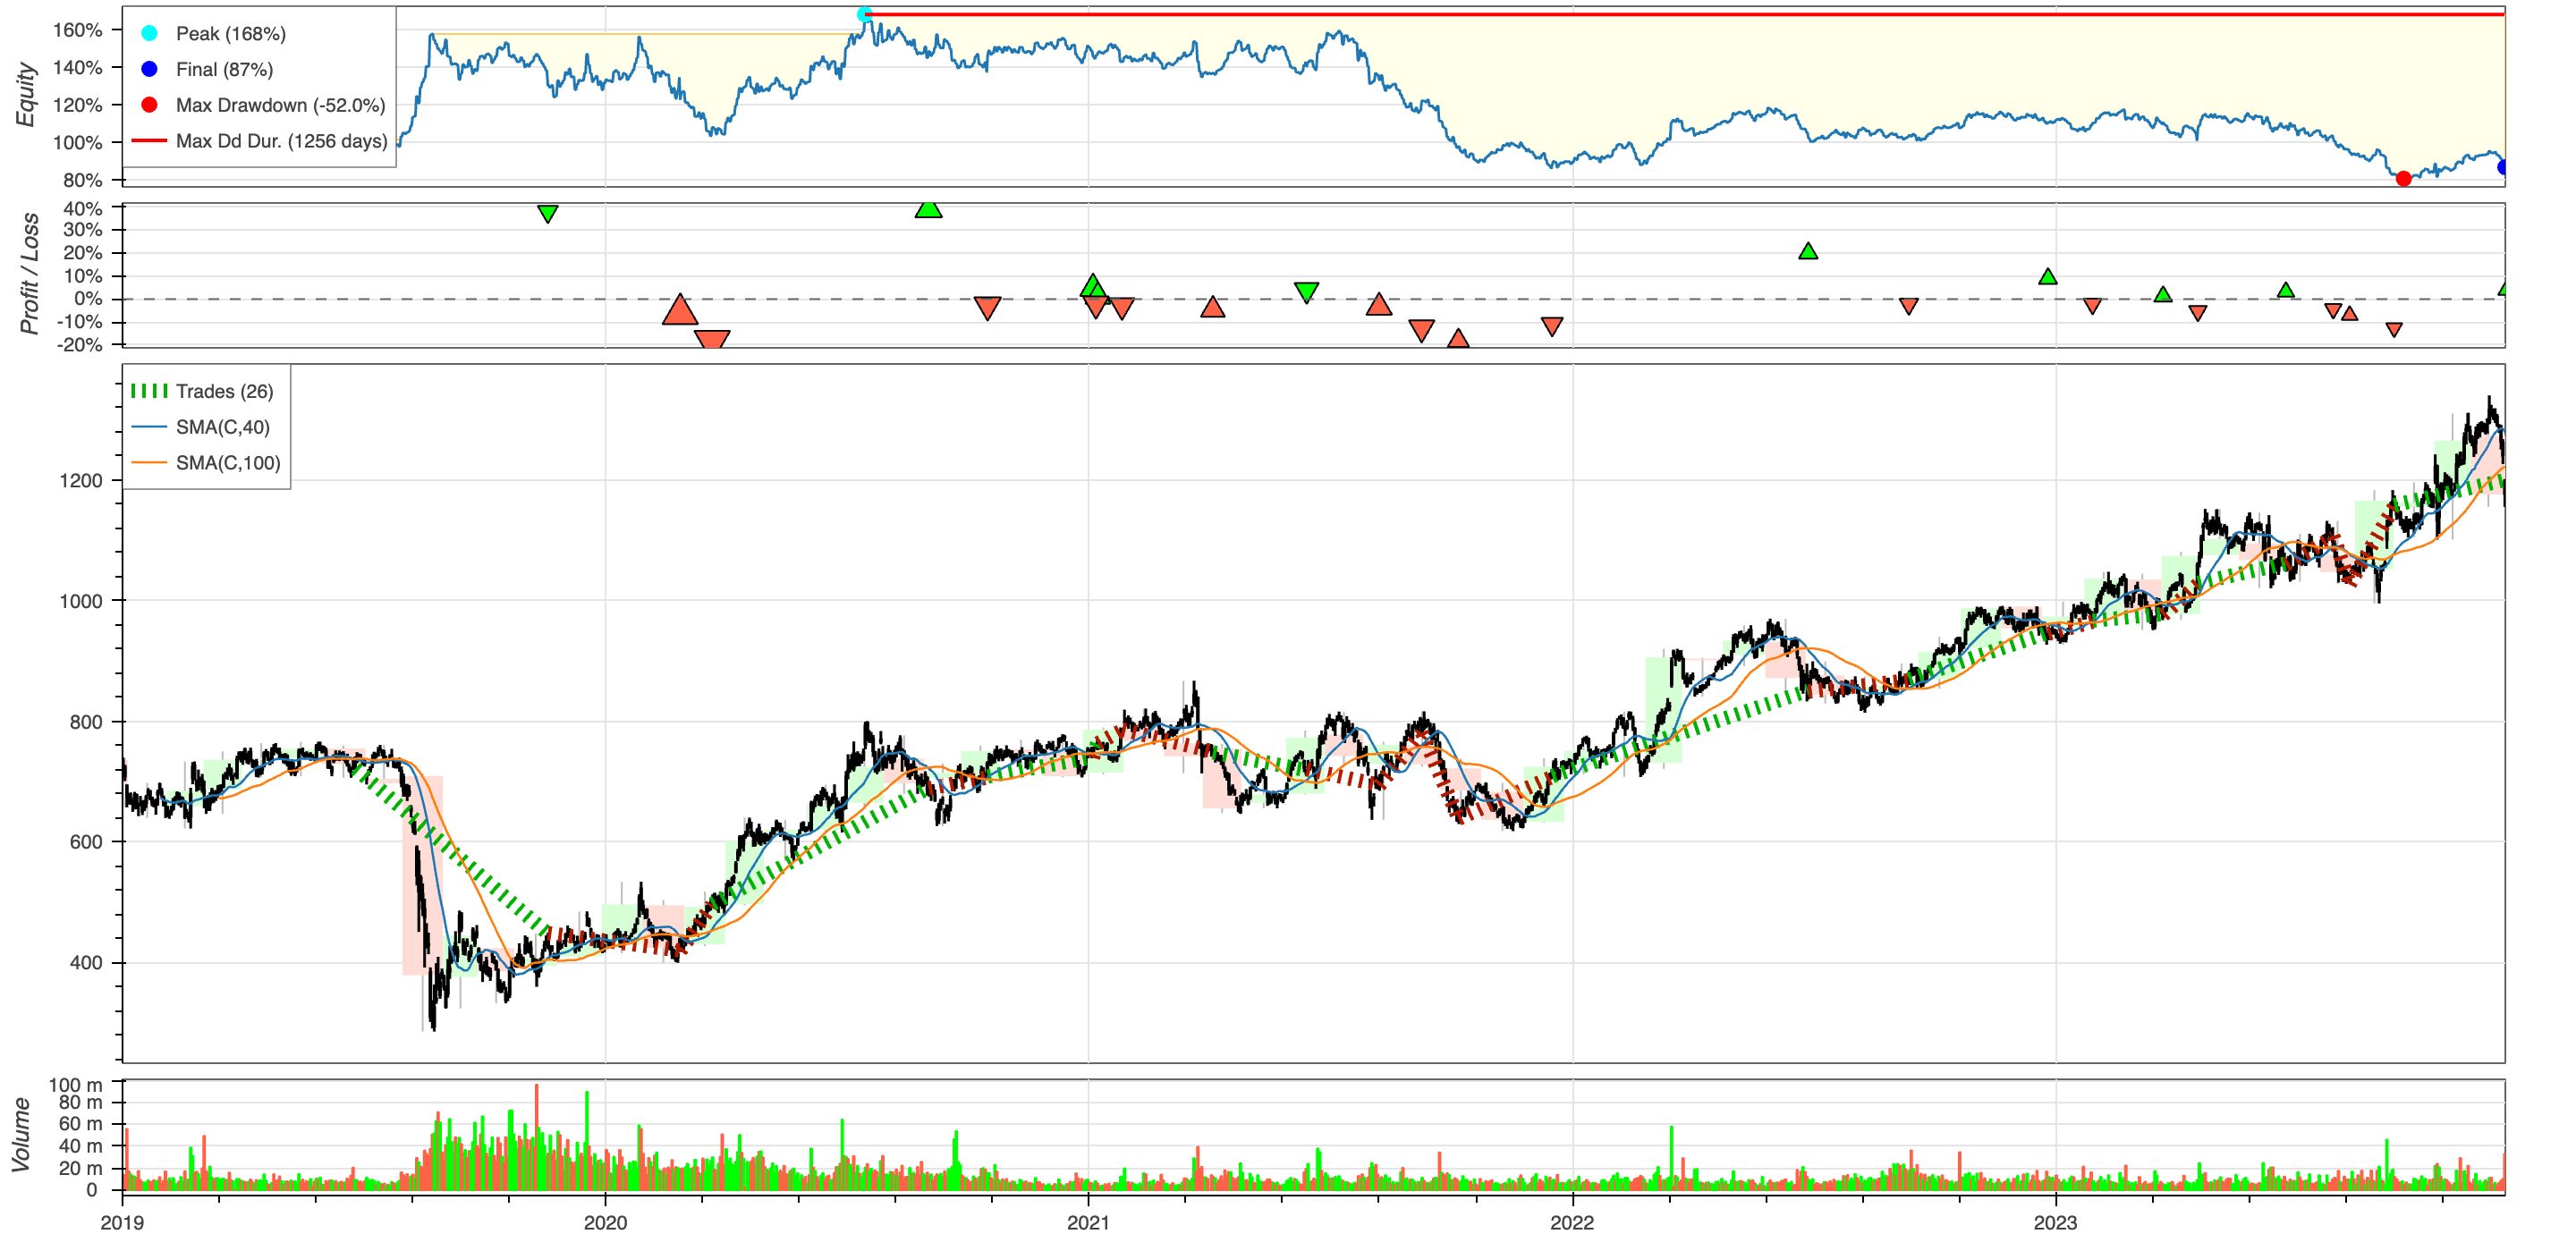 Equity
160%
140%
120%
100%
80%
Peak (168%)
Final (87%)
Max Drawdown (-52.0%)
Max Dd Dur. (1256 days)
Profit / Loss
40%
30%
20%
10%
0%
-10%
-20%
Trades (26)
SMA(C,40)
SMA(C,100)
1200
1000
800
600
400
Volume
100 m
80 m
60 m
40 m
20 m
0
2019 2020 2021 2022 2023